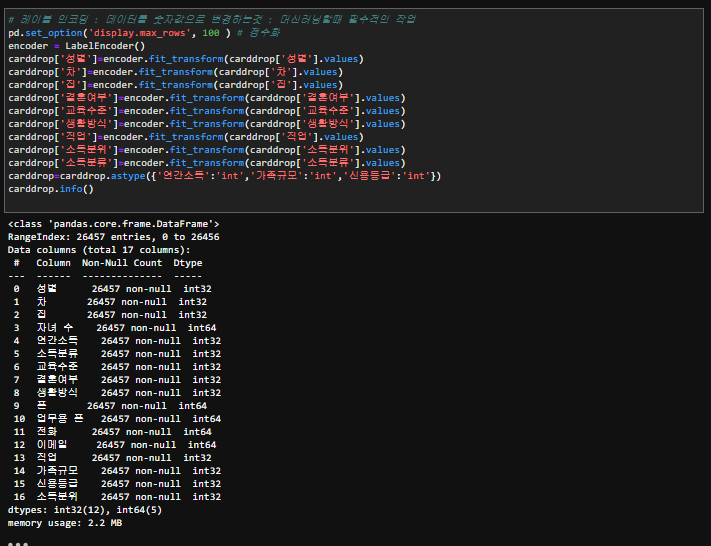 # 레이블 인코딩 : 데이터를 숫자값으로 변경하는것 : 머신러닝할때 필수적인 작업
pd.set_option('display.max_rows', 100 ) # 정수화
encoder = LabelEncoder()
carddrop['성별']=encoder.fit_transform(carddrop['성별'].values)
carddrop['차']=encoder.fit_transform(carddrop['차'].values)
carddrop['집']=encoder.fit_transform(carddrop['집'].values)
carddrop['결혼여부']=encoder.fit_transform(carddrop['결혼여부'].values)
carddrop['교육수준']=encoder.fit_transform(carddrop['교육수준'].values)
carddrop['생활방식']=encoder.fit_transform(carddrop['생활방식'].values)
carddrop['직업']=encoder.fit_transform(carddrop['직업'].values)
carddrop['소득분위']=encoder.fit_transform(carddrop['소득분위'].values)
carddrop['소득분류']=encoder.fit_transform(carddrop['소득분류'].values)
carddrop=carddrop.astype({'연간소득':'int','가족규모':'int','신용등급':'int'})
carddrop.info()
<class 'pandas.core.frame.DataFrame'>
RangeIndex: 26457 entries, 0 to 26456
Data columns (total 17 columns):
 #   Column  Non-Null Count  Dtype
---  ------  --------------  -----
 0   성별      26457 non-null  int32
 1   차       26457 non-null  int32
 2   집       26457 non-null  int32
 3   자녀 수    26457 non-null  int64
 4   연간소득    26457 non-null  int32
 5   소득분류    26457 non-null  int32
 6   교육수준    26457 non-null  int32
 7   결혼여부    26457 non-null  int32
 8   생활방식    26457 non-null  int32
 9   폰       26457 non-null  int64
 10  업무용 폰   26457 non-null  int64
 11  전화      26457 non-null  int64
 12  이메일     26457 non-null  int64
 13  직업      26457 non-null  int32
 14  가족규모    26457 non-null  int32
 15  신용등급    26457 non-null  int32
 16  소득분위    26457 non-null  int32
dtypes: int32(12), int64(5)
memory usage: 2.2 MB